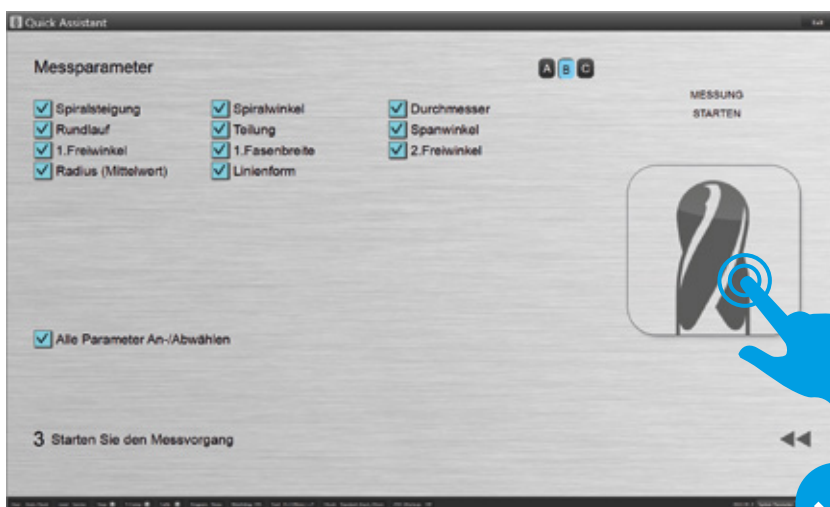 Quick Assistant
Exit
Messparameter
A B C
MESSUNG
STARTEN
Spiralsteigung Spiralwinkel Durchmesser
Rundlauf Teilung Spanwinkel
1.Freiwinkel 1.Fasenbreite 2.Freiwinkel
Radius (Mittelwert) Linienform
Alle Parameter An-/Abwählen
3 Starten Sie den Messvorgang